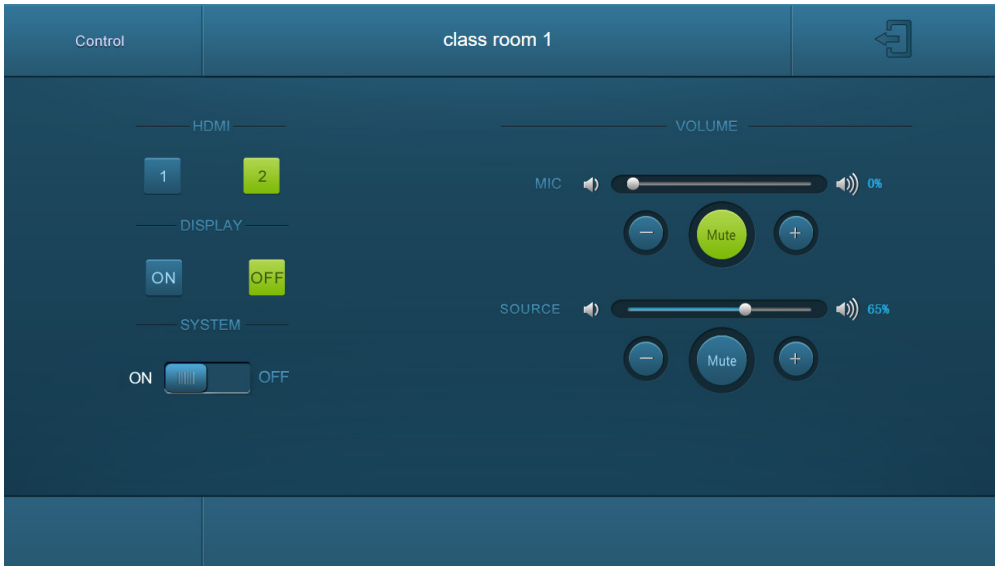 Control
class room 1
HDMI
1 2
DISPLAY
ON OFF
SYSTEM
ON OFF
VOLUME
MIC 0%
Mute
SOURCE 65%
Mute